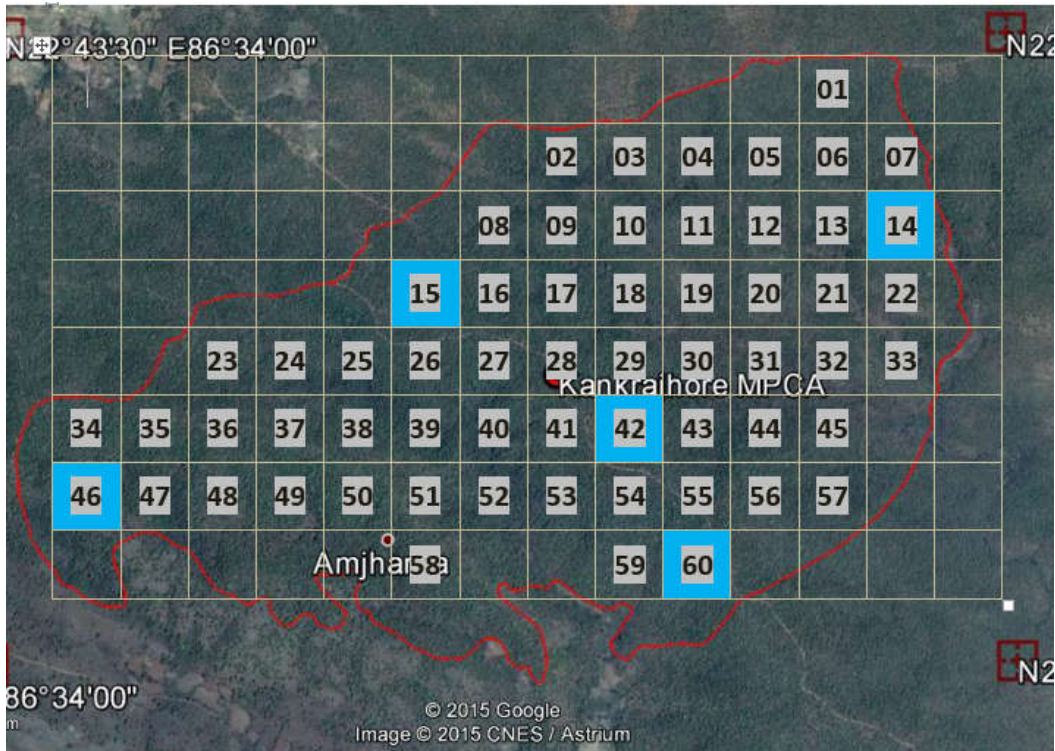 N22°43'30" E86°34'00"
N22
01
02 03 04 05 06 07
08 09 10 11 12 13 14
15 16 17 18 19 20 21 22
23 24 25 26 27 28 29 30 31 32 33
Kankraihore MPCA
34 35 36 37 38 39 40 41 42 43 44 45
46 47 48 49 50 51 52 53 54 55 56 57
58 59 60
N2
86°34'00"
m
© 2015 Google
Image © 2015 CNES / Astrium